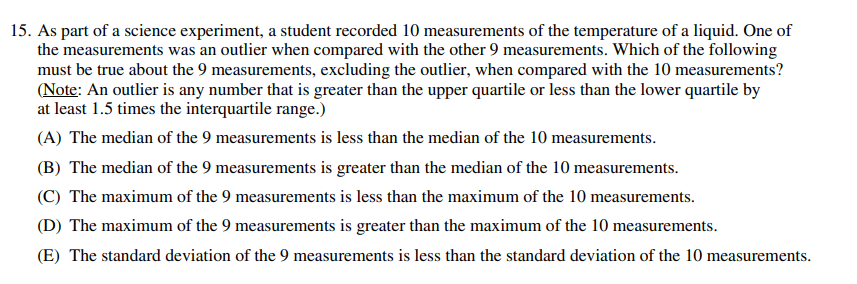 15. As part of a science experiment, a student recorded 10 measurements of the temperature of a liquid. One of
the measurements was an outlier when compared with the other 9 measurements. Which of the following
must be true about the 9 measurements, excluding the outlier, when compared with the 10 measurements?
(Note: An outlier is any number that is greater than the upper quartile or less than the lower quartile by
at least 1.5 times the interquartile range.)
(A) The median of the 9 measurements is less than the median of the 10 measurements.
(B) The median of the 9 measurements is greater than the median of the 10 measurements.
(C) The maximum of the 9 measurements is less than the maximum of the 10 measurements.
(D) The maximum of the 9 measurements is greater than the maximum of the 10 measurements.
(E) The standard deviation of the 9 measurements is less than the standard deviation of the 10 measurements.